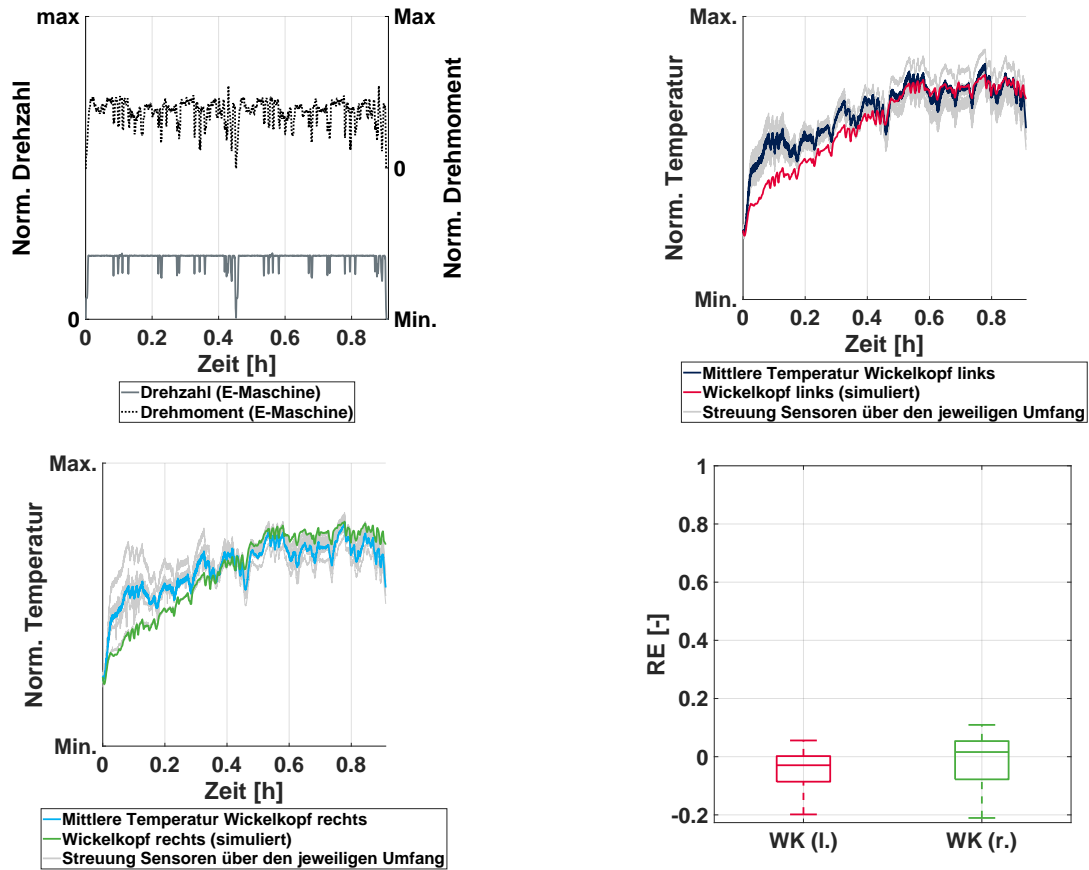 max
0
Norm. Drehzahl
Max
0
Min.
Norm. Drehmoment
0 0.2 0.4 0.6 0.8
Zeit [h]
Drehzahl (E-Maschine)
Drehmoment (E-Maschine)
Max.
Min.
Norm. Temperatur
0 0.2 0.4 0.6 0.8
Zeit [h]
Mittlere Temperatur Wickelkopf links
Wickelkopf links (simuliert)
Streuung Sensoren über den jeweiligen Umfang
Max.
Min.
Norm. Temperatur
0 0.2 0.4 0.6 0.8
Zeit [h]
Mittlere Temperatur Wickelkopf rechts
Wickelkopf rechts (simuliert)
Streuung Sensoren über den jeweiligen Umfang
1
0.8
0.6
0.4
0.2
0
-0.2
RE [-]
WK (l.) WK (r.)